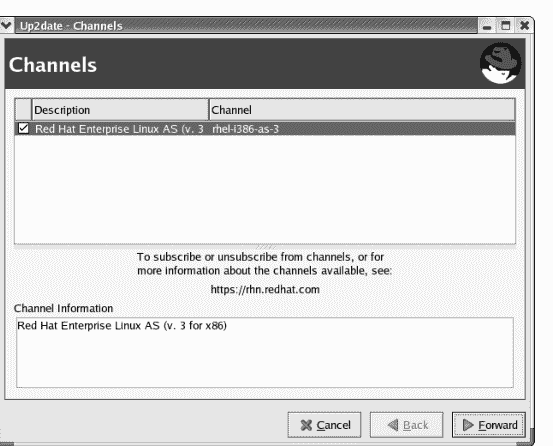 Up2date - Channels
Channels
Description Channel
Red Hat Enterprise Linux AS (v. 3 rhel-i386-as-3
To subscribe or unsubscribe from channels, or for
more information about the channels available, see:
https://rhn.redhat.com
Channel Information
Red Hat Enterprise Linux AS (v. 3 for x86)
Cancel Back Forward